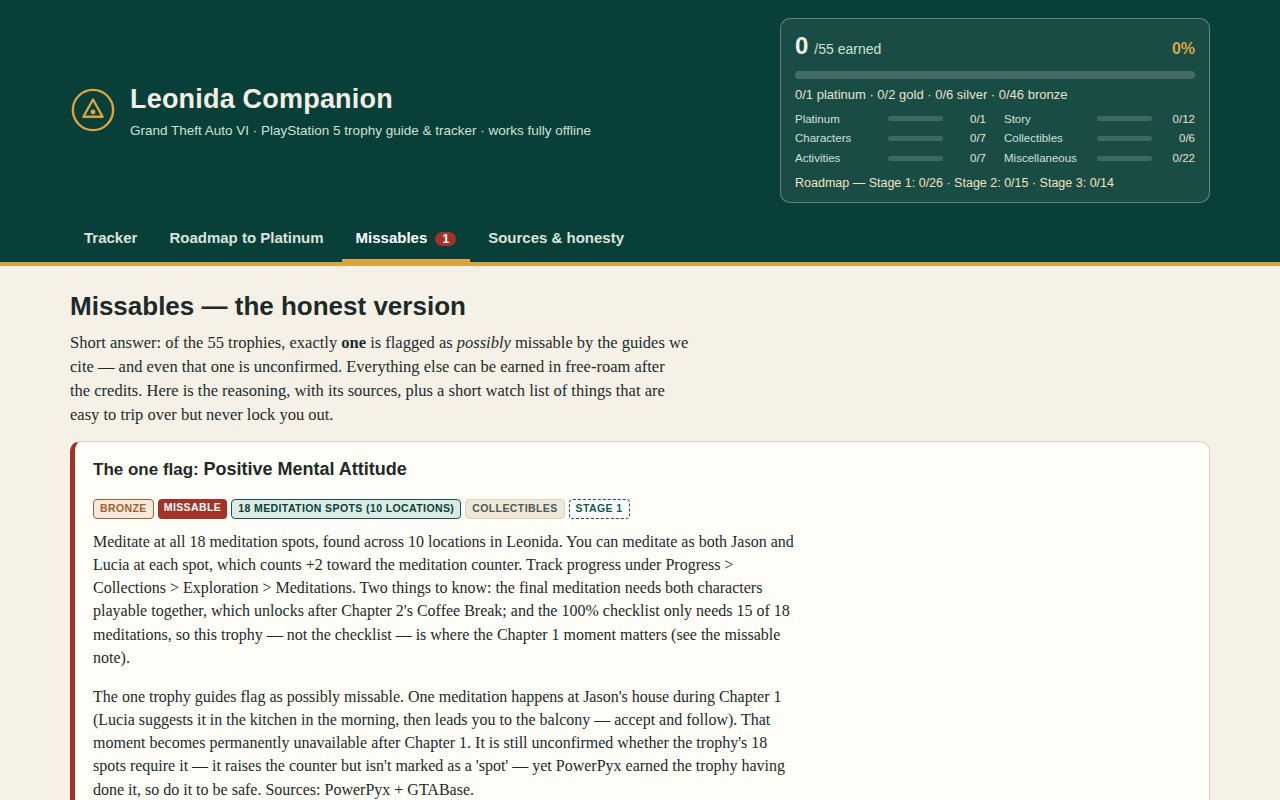 Leonida Companion
Grand Theft Auto VI · PlayStation 5 trophy guide & tracker · works fully offline
0 /55 earned 0%
0/1 platinum · 0/2 gold · 0/6 silver · 0/46 bronze
Platinum 0/1 Story 0/12
Characters 0/7 Collectibles 0/6
Activities 0/7 Miscellaneous 0/22
Roadmap — Stage 1: 0/26 · Stage 2: 0/15 · Stage 3: 0/14
Tracker Roadmap to Platinum Missables 1 Sources & honesty
Missables — the honest version
Short answer: of the 55 trophies, exactly one is flagged as possibly missable by the guides we
cite — and even that one is unconfirmed. Everything else can be earned in free-roam after
the credits. Here is the reasoning, with its sources, plus a short watch list of things that are
easy to trip over but never lock you out.
The one flag: Positive Mental Attitude
BRONZE MISSABLE 18 MEDITATION SPOTS (10 LOCATIONS) COLLECTIBLES STAGE 1
Meditate at all 18 meditation spots, found across 10 locations in Leonida. You can meditate as both Jason and
Lucia at each spot, which counts +2 toward the meditation counter. Track progress under Progress >
Collections > Exploration > Meditations. Two things to know: the final meditation needs both characters
playable together, which unlocks after Chapter 2's Coffee Break; and the 100% checklist only needs 15 of 18
meditations, so this trophy — not the checklist — is where the Chapter 1 moment matters (see the missable
note).
The one trophy guides flag as possibly missable. One meditation happens at Jason's house during Chapter 1
(Lucia suggests it in the kitchen in the morning, then leads you to the balcony — accept and follow). That
moment becomes permanently unavailable after Chapter 1. It is still unconfirmed whether the trophy's 18
spots require it — it raises the counter but isn't marked as a 'spot' — yet PowerPyx earned the trophy having
done it, so do it to be safe. Sources: PowerPyx + GTABase.